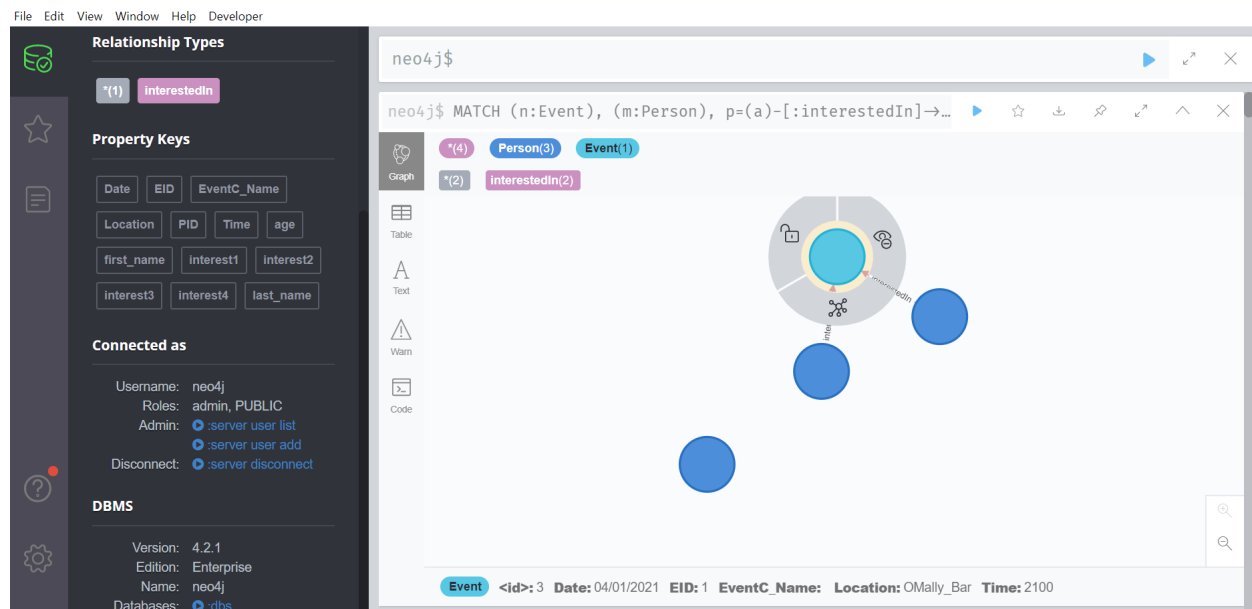 File Edit View Window Help Developer
Relationship Types
*(1) interestedIn
Property Keys
Date EID EventC_Name
Location PID Time age
first_name interest1 interest2
interest3 interest4 last_name
Connected as
Username: neo4j
Roles: admin, PUBLIC
Admin: :server user list
:server user add
Disconnect: :server disconnect
DBMS
Version: 4.2.1
Edition: Enterprise
Name: neo4j
Databases: :dbs
neo4j$
neo4j$ MATCH (n:Event), (m:Person), p=(a)-[:interestedIn]→…
Graph
Table
Text
Warn
Code
*(4) Person(3) Event(1)
*(2) interestedIn(2)
interestedIn
inter
Event <id>: 3 Date: 04/01/2021 EID: 1 EventC_Name: Location: OMally_Bar Time: 2100